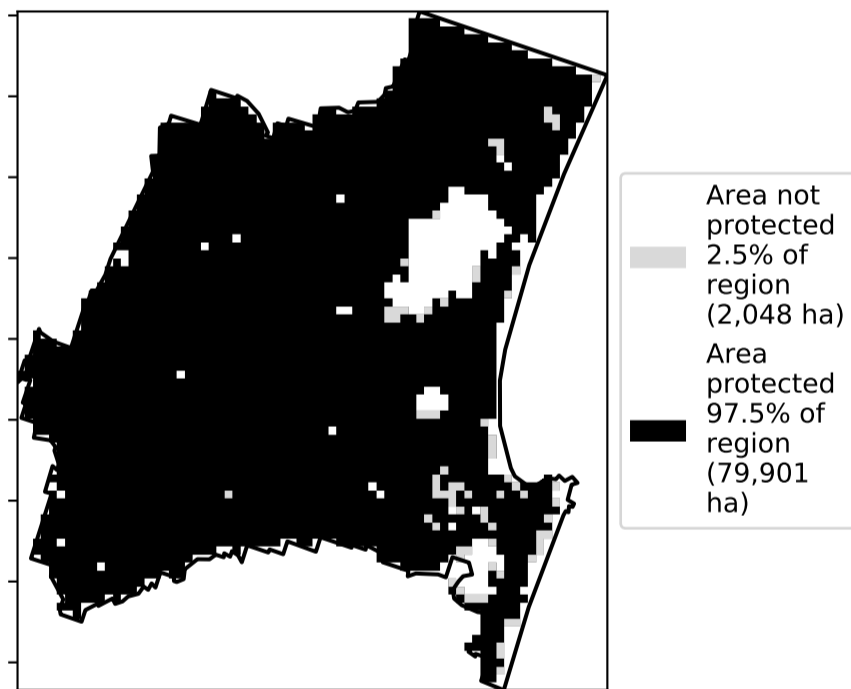 Area not
protected
2.5% of
region
(2,048 ha)
Area
protected
97.5% of
region
(79,901
ha)